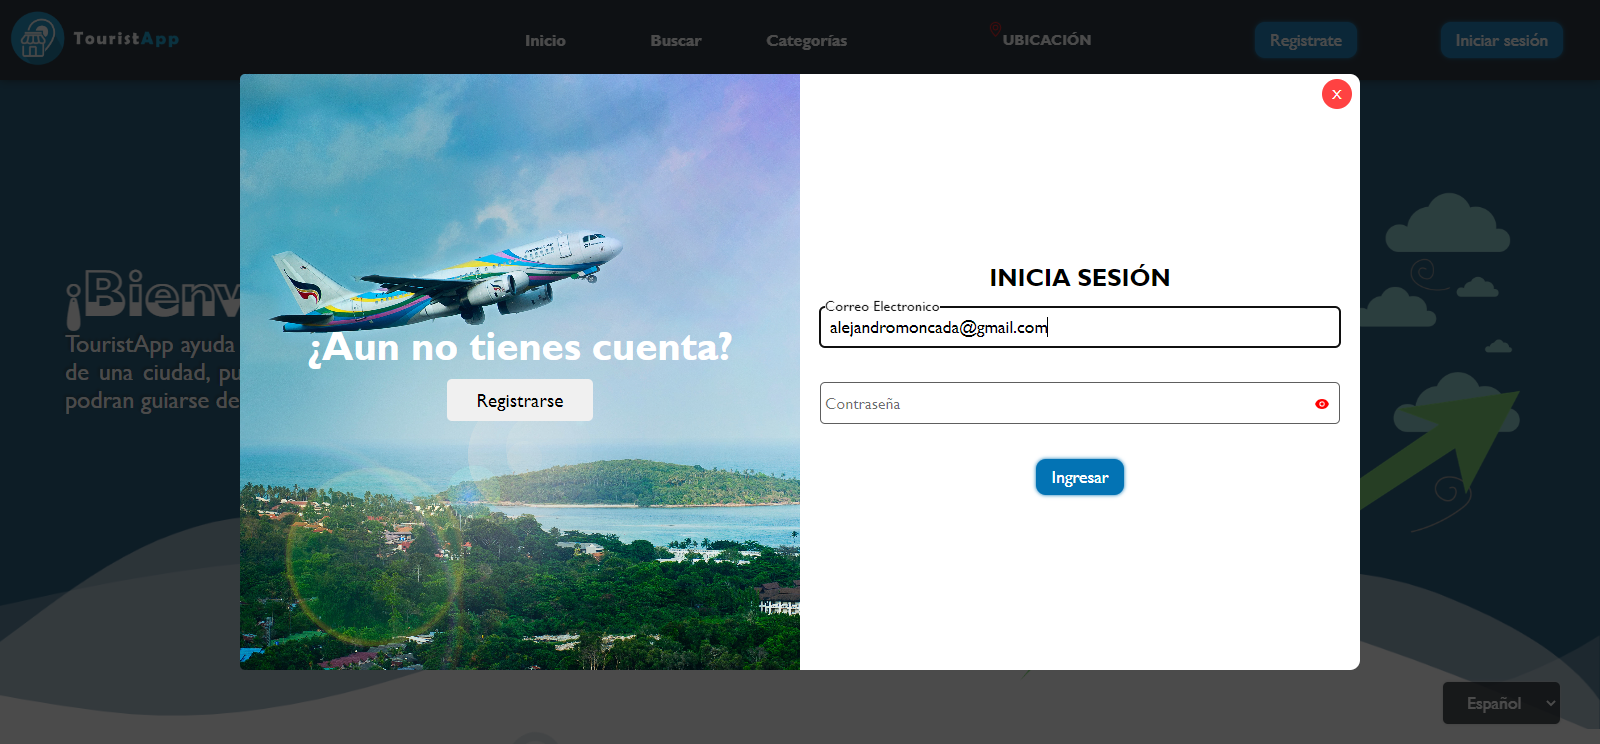 TouristApp
Inicio
Buscar
Categorías
UBICACIÓN
Registrate
Iniciar sesión
X
¡Bienv
TouristApp ayuda
de una ciudad, pu
podran guiarse de
¿Aun no tienes cuenta?
Registrarse
INICIA SESIÓN
Correo Electronico
alejandromoncada@gmail.com
Contraseña
Ingresar
Español